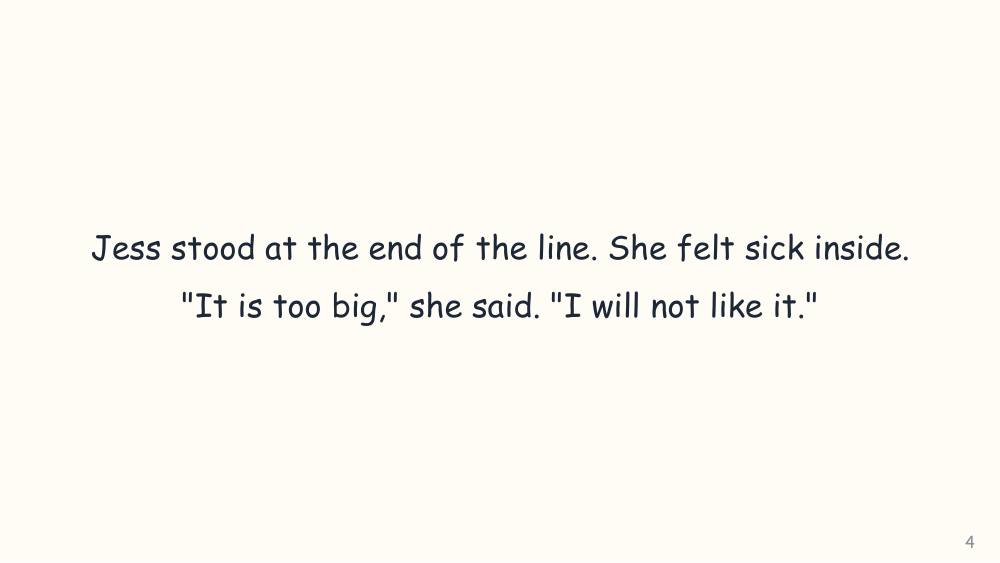 Jess stood at the end of the line. She felt sick inside.
"It is too big," she said. "I will not like it."
4